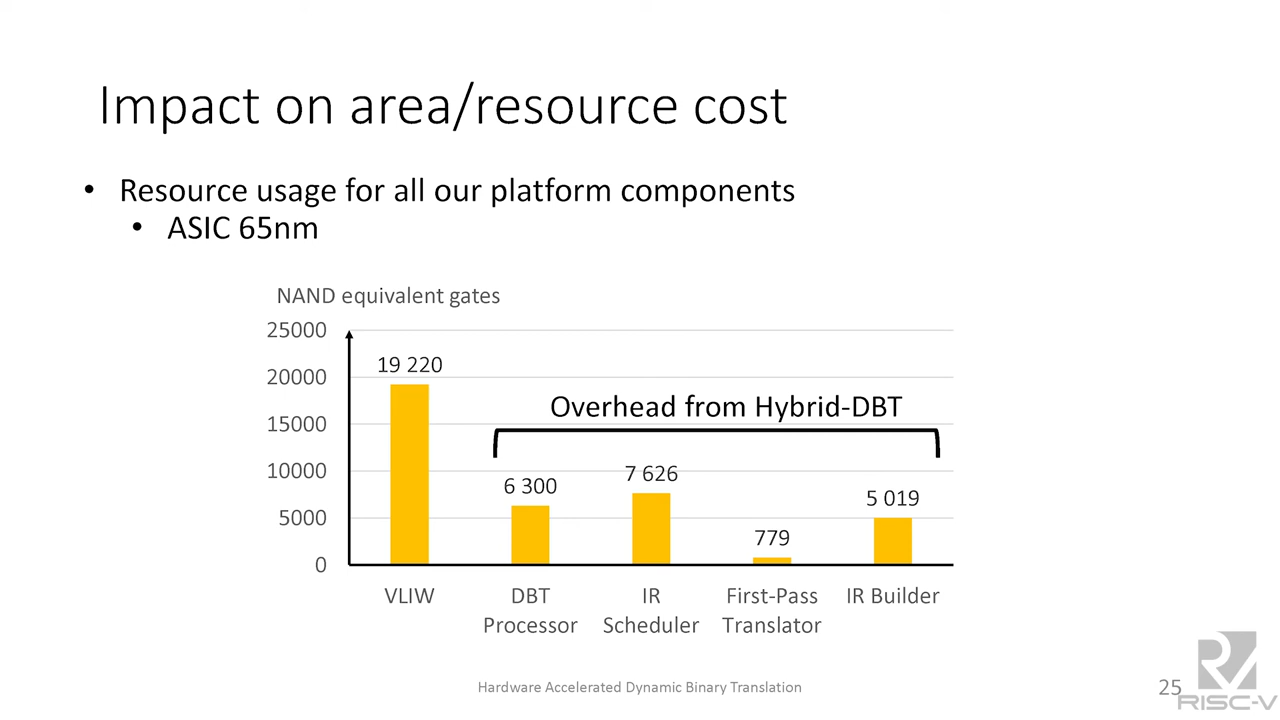 Impact on area/resource cost
• Resource usage for all our platform components
• ASIC 65nm
NAND equivalent gates
25000
20000
15000
10000
5000
0
19 220
Overhead from Hybrid-DBT
6 300
7 626
779
5 019
VLIW
DBT
Processor
IR
Scheduler
First-Pass
Translator
IR Builder
Hardware Accelerated Dynamic Binary Translation
25
RISC-V